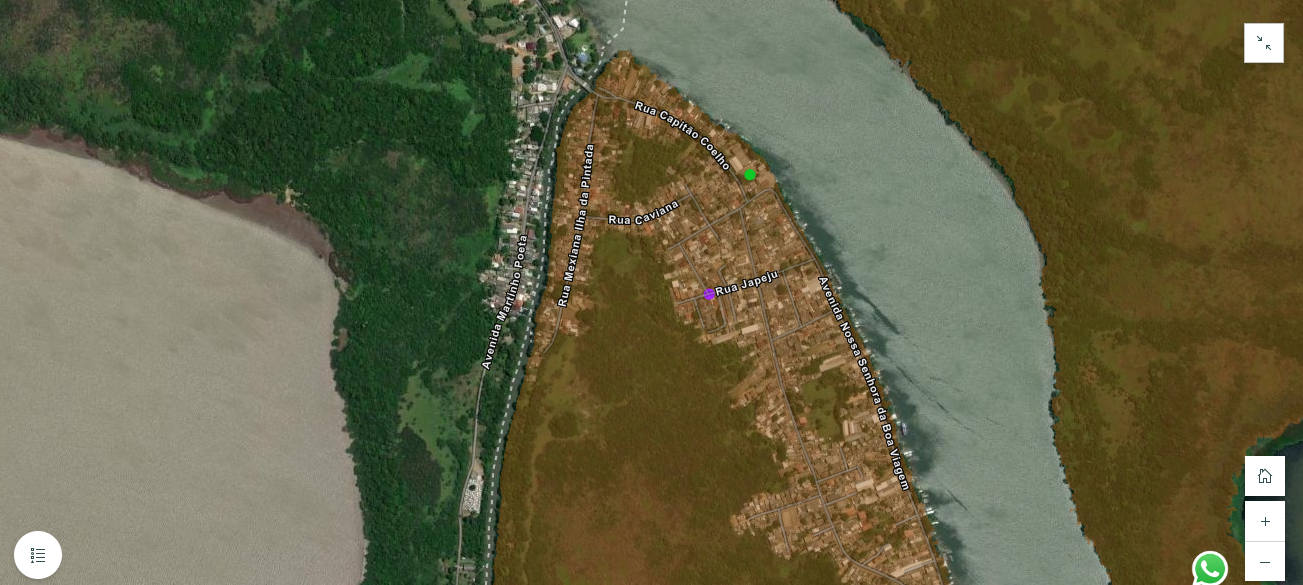 Rua Capitão Coelho
Rua Mexiana Ilha da Pintada
Rua Caviana
Avenida Martinho Poeta
Rua Japeju
Avenida Nossa Senhora da Boa Viagem